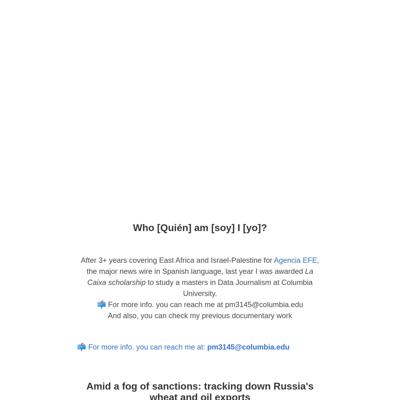 Who [Quién] am [soy] I [yo]?
After 3+ years covering East Africa and Israel-Palestine for Agencia EFE,
the major news wire in Spanish language, last year I was awarded La
Caixa scholarship to study a masters in Data Journalism at Columbia
University.
📫 For more info. you can reach me at pm3145@columbia.edu
And also, you can check my previous documentary work
📫 For more info. you can reach me at: pm3145@columbia.edu
Amid a fog of sanctions: tracking down Russia's
wheat and oil exports